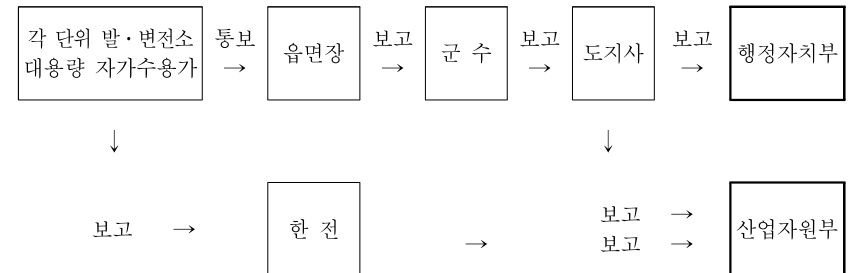 각 단위 발·변전소
대용량 자가수용가
통보
→
읍면장
보고
→
군 수
보고
→
도지사
보고
→
행정자치부
↓
↓
보고 →
한 전
→
보고 →
보고 →
산업자원부